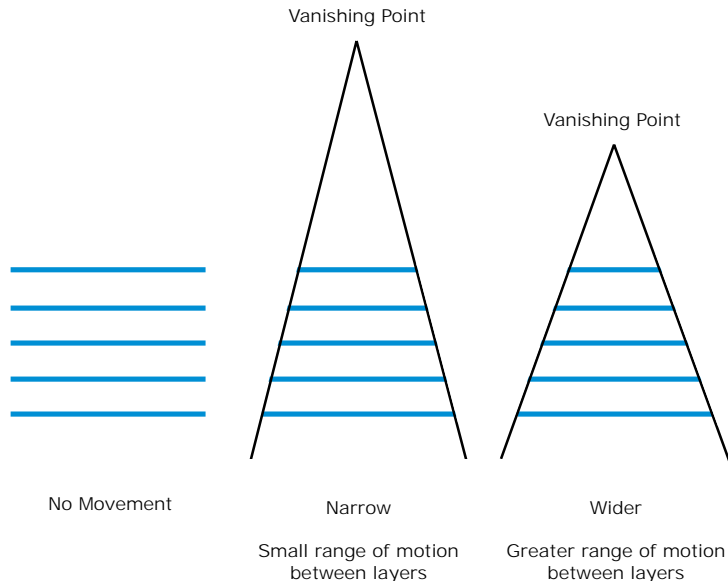 Vanishing Point
Vanishing Point
No Movement
Narrow
Wider
Small range of motion
between layers
Greater range of motion
between layers